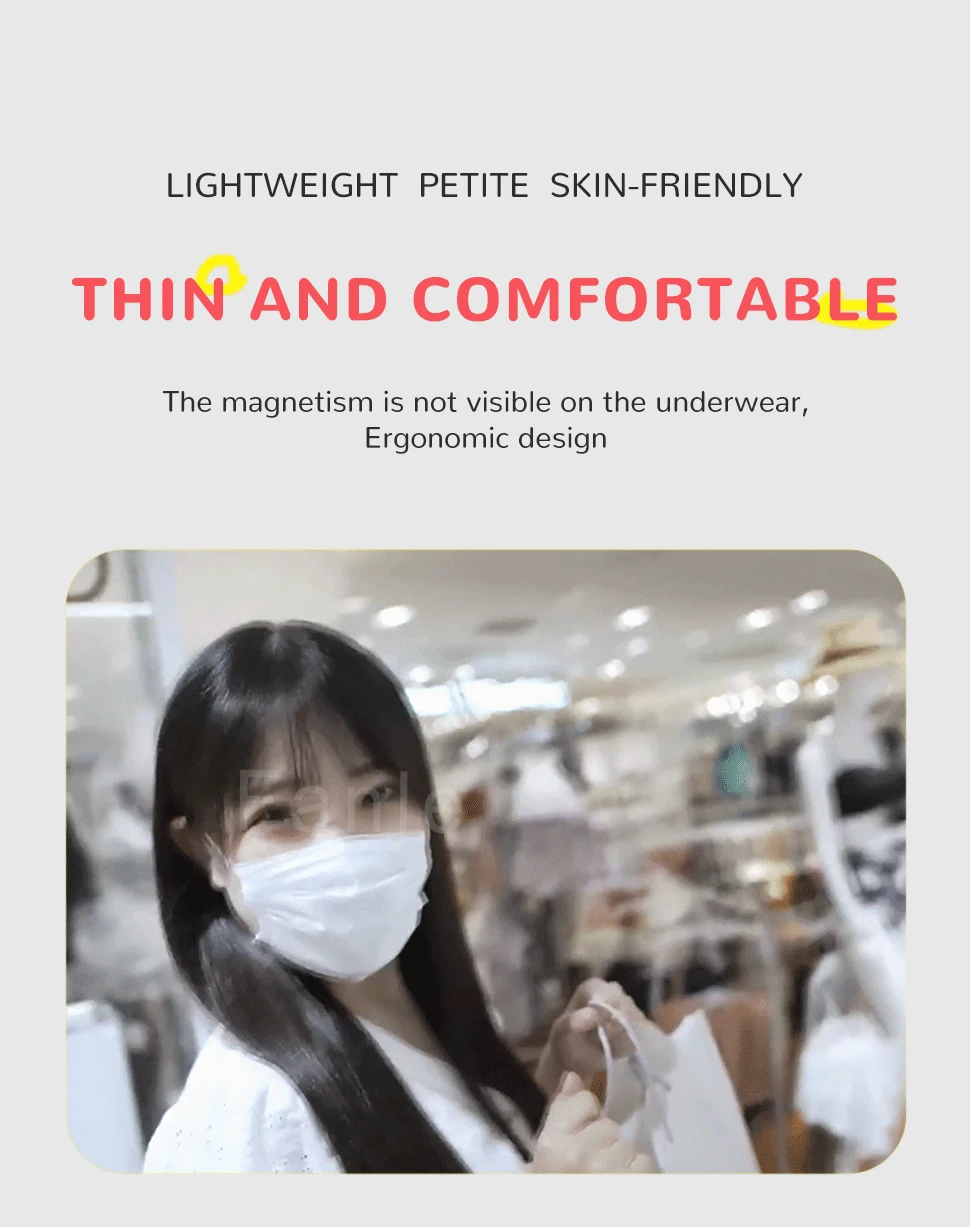 LIGHTWEIGHT PETITE SKIN-FRIENDLY
THIN AND COMFORTABLE
The magnetism is not visible on the underwear,
Ergonomic design